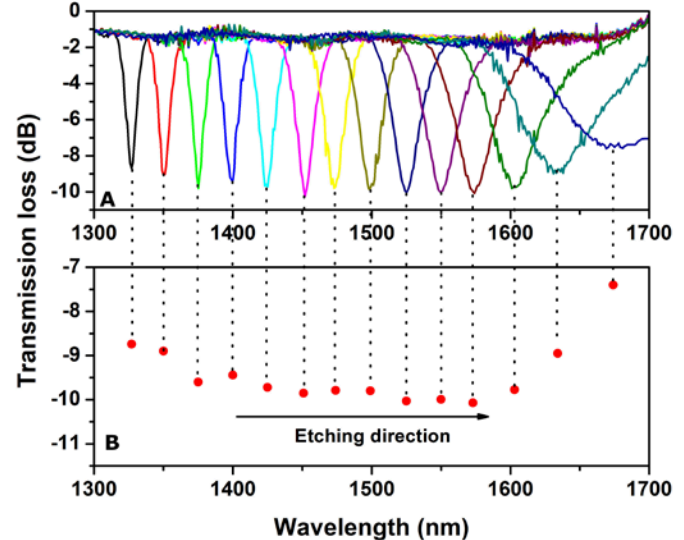 Transmission loss (dB)
0
-2
-4
-6
-8
-10
A
1300 1400 1500 1600 1700
-7
-8
-9
-10
-11
B
Etching direction
1300 1400 1500 1600 1700
Wavelength (nm)